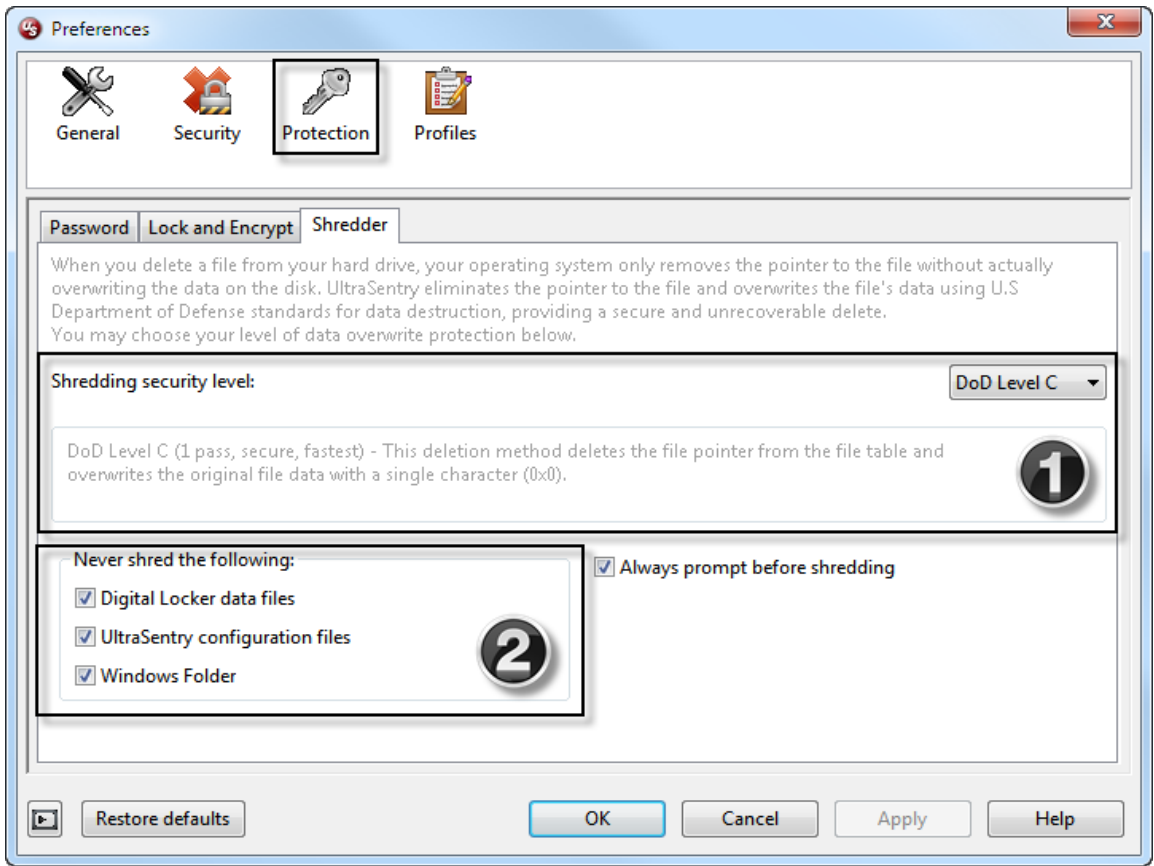 Preferences
General Security Protection Profiles
Password Lock and Encrypt Shredder
When you delete a file from your hard drive, your operating system only removes the pointer to the file without actually
overwriting the data on the disk. UltraSentry eliminates the pointer to the file and overwrites the file's data using U.S
Department of Defense standards for data destruction, providing a secure and unrecoverable delete.
You may choose your level of data overwrite protection below.
Shredding security level: DoD Level C
DoD Level C (1 pass, secure, fastest) - This deletion method deletes the file pointer from the file table and
overwrites the original file data with a single character (0x0).
1
Never shred the following:
Always prompt before shredding
Digital Locker data files
UltraSentry configuration files
2
Windows Folder
Restore defaults OK Cancel Apply Help